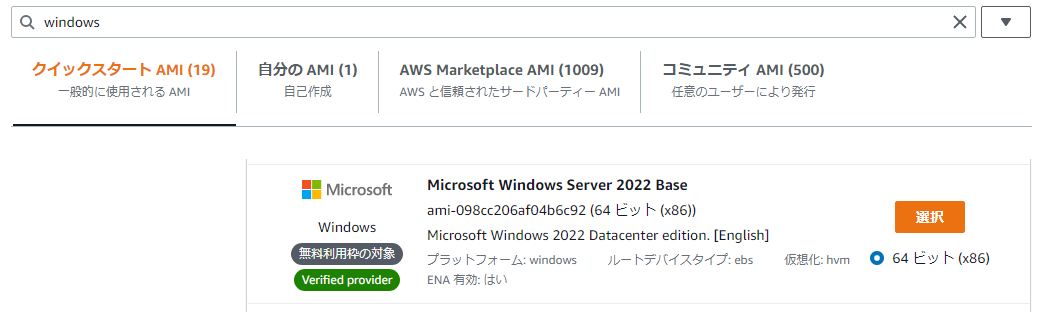 windows
クイックスタート AMI (19)
一般的に使用される AMI
自分の AMI (1)
自己作成
AWS Marketplace AMI (1009)
AWS と信頼されたサードパーティー AMI
コミュニティ AMI (500)
任意のユーザーにより発行
Microsoft
Windows
無料利用枠の対象
Verified provider
Microsoft Windows Server 2022 Base
ami-098cc206af04b6c92 (64 ビット (x86))
Microsoft Windows 2022 Datacenter edition. [English]
プラットフォーム: windows ルートデバイスタイプ: ebs 仮想化: hvm
ENA 有効: はい
選択
64 ビット (x86)